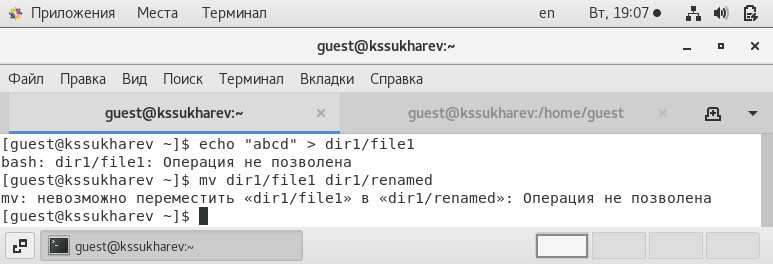 Приложения Места Терминал en Вт, 19:07
guest@kssukharev:~
Файл Правка Вид Поиск Терминал Вкладки Справка
guest@kssukharev:~ × guest@kssukharev:/home/guest ×
[guest@kssukharev ~]$ echo "abcd" > dir1/file1
bash: dir1/file1: Операция не позволена
[guest@kssukharev ~]$ mv dir1/file1 dir1/renamed
mv: невозможно переместить «dir1/file1» в «dir1/renamed»: Операция не позволена
[guest@kssukharev ~]$
guest@kssukharev:~